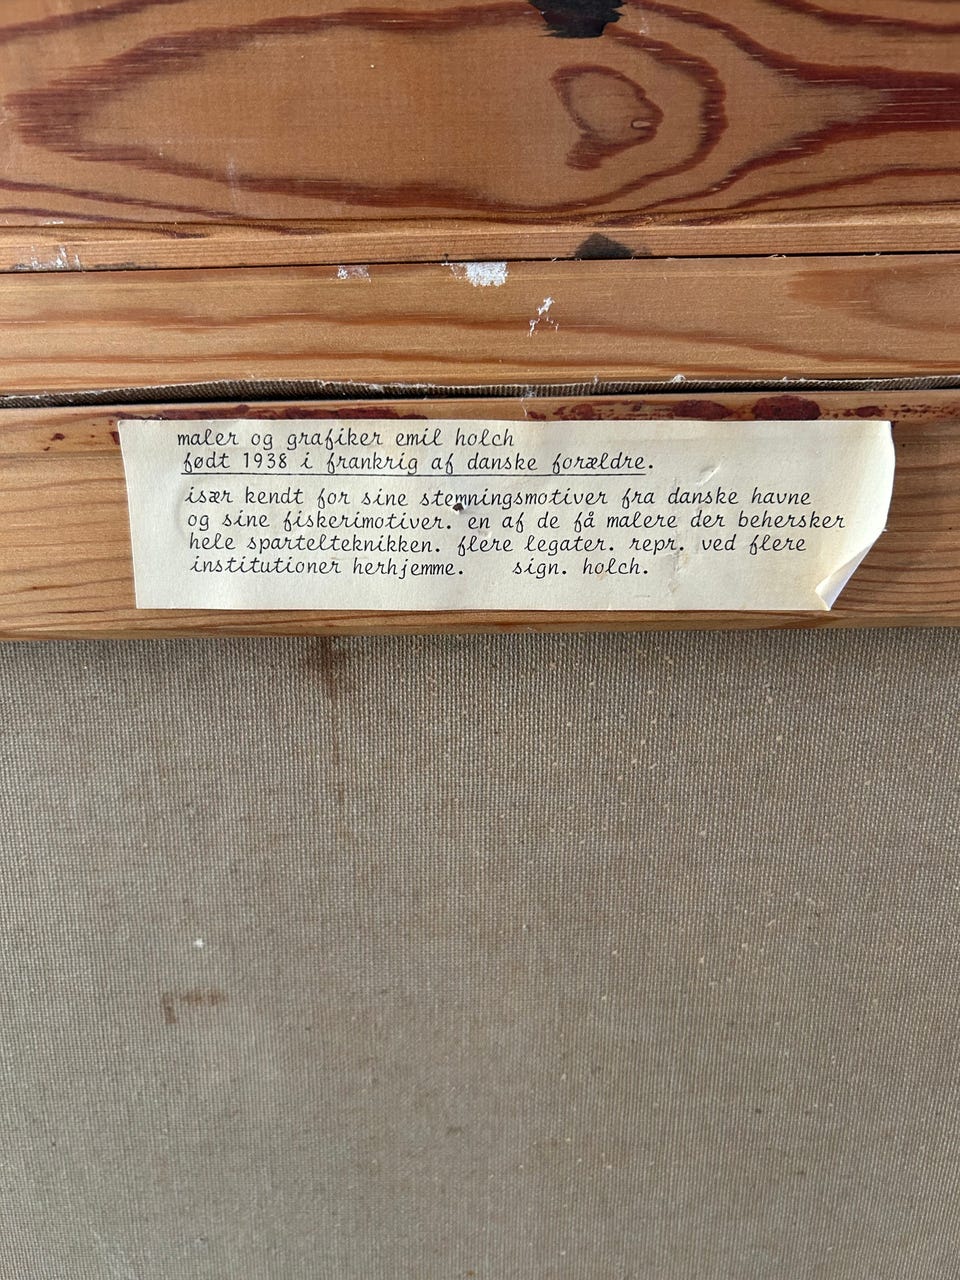 maler og grafiker emil holch
født 1938 i frankrig af danske forældre.
især kendt for sine stemningsmotiver fra danske havne
og sine fiskerimotiver. en af de få malere der behersker
hele spartelteknikken. flere legater. repr. ved flere
institutioner herhjemme. sign. holch.